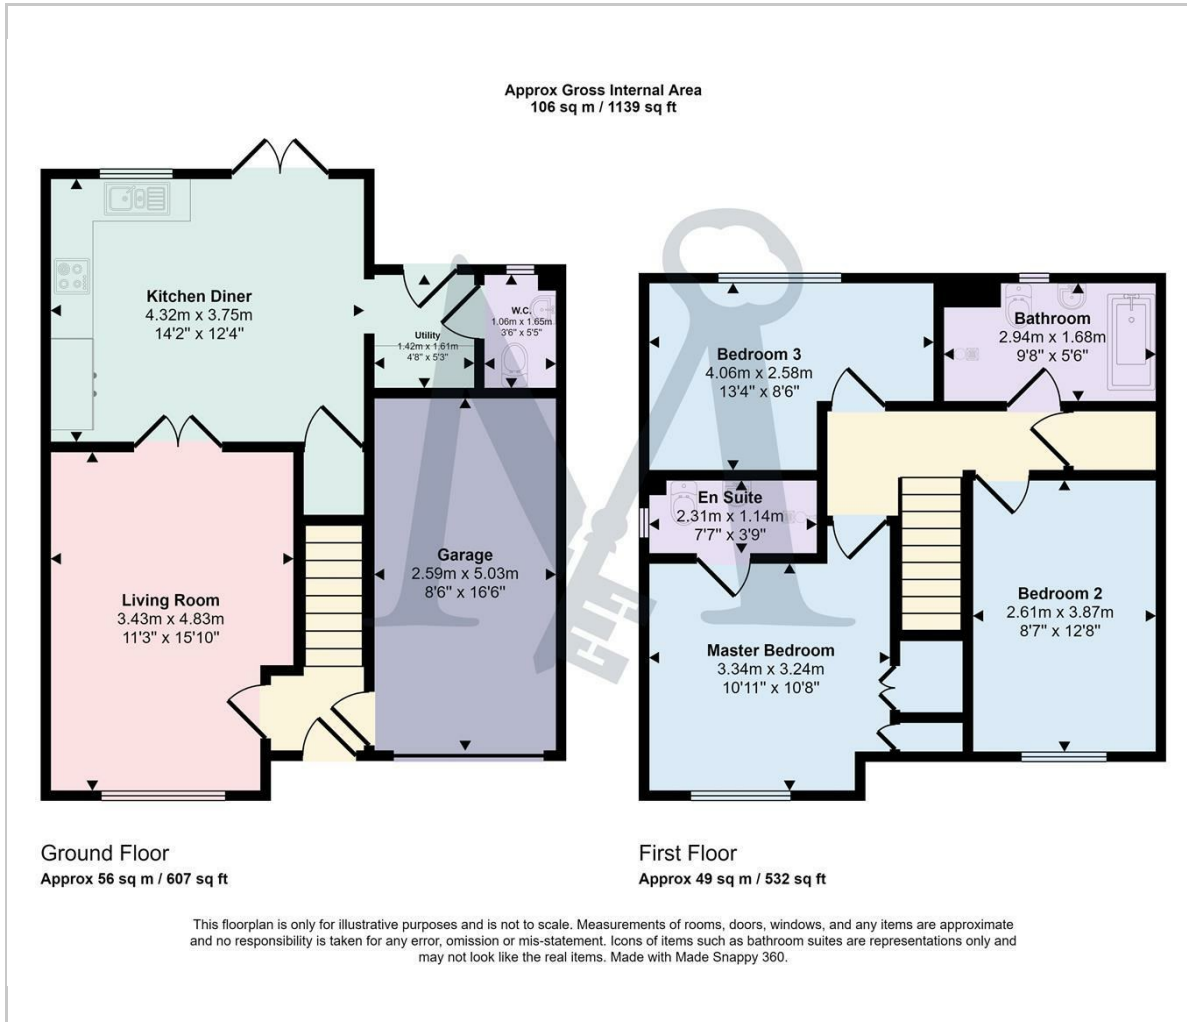 Approx Gross Internal Area
106 sq m / 1139 sq ft
Kitchen Diner
4.32m x 3.75m
14'2" x 12'4"
Utility
1.42m x 1.61m
4'8" x 5'3"
W.C.
1.06m x 1.65m
3'6" x 5'5"
Living Room
3.43m x 4.83m
11'3" x 15'10"
Garage
2.59m x 5.03m
8'6" x 16'6"
Ground Floor
Approx 56 sq m / 607 sq ft
Bedroom 3
4.06m x 2.58m
13'4" x 8'6"
Bathroom
2.94m x 1.68m
9'8" x 5'6"
En Suite
2.31m x 1.14m
7'7" x 3'9"
Master Bedroom
3.34m x 3.24m
10'11" x 10'8"
Bedroom 2
2.61m x 3.87m
8'7" x 12'8"
First Floor
Approx 49 sq m / 532 sq ft
This floorplan is only for illustrative purposes and is not to scale. Measurements of rooms, doors, windows, and any items are approximate
and no responsibility is taken for any error, omission or mis-statement. Icons of items such as bathroom suites are representations only and
may not look like the real items. Made with Made Snappy 360.